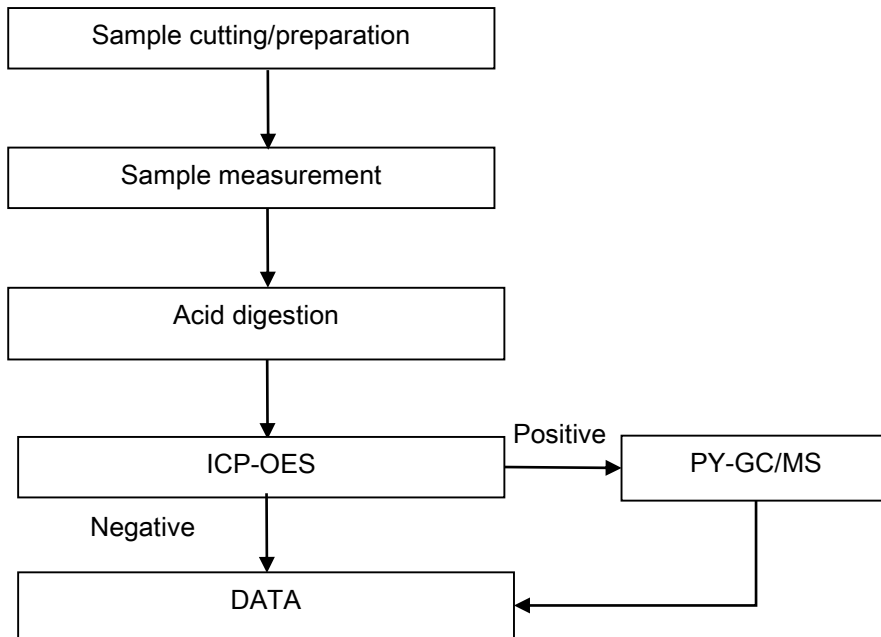 Sample cutting/preparation
Sample measurement
Acid digestion
Positive
ICP-OES
PY-GC/MS
Negative
DATA